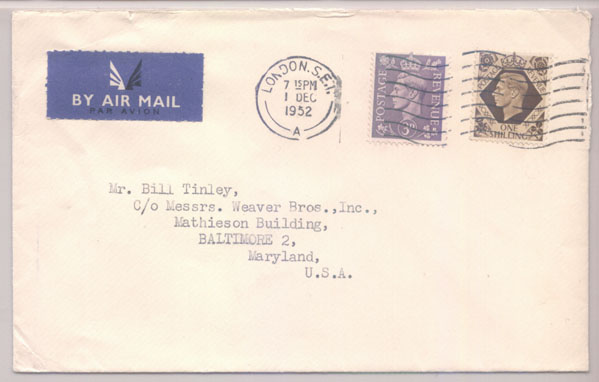 BY AIR MAIL
PAR AVION
LONDON.S.E.1.
7 15PM
1 DEC
1952
A
POSTAGE
REVENUE
3D
ONE
SHILLING
Mr. Bill Tinley,
C/o Messrs. Weaver Bros.,Inc.,
Mathieson Building,
BALTIMORE 2,
Maryland,
U.S.A.